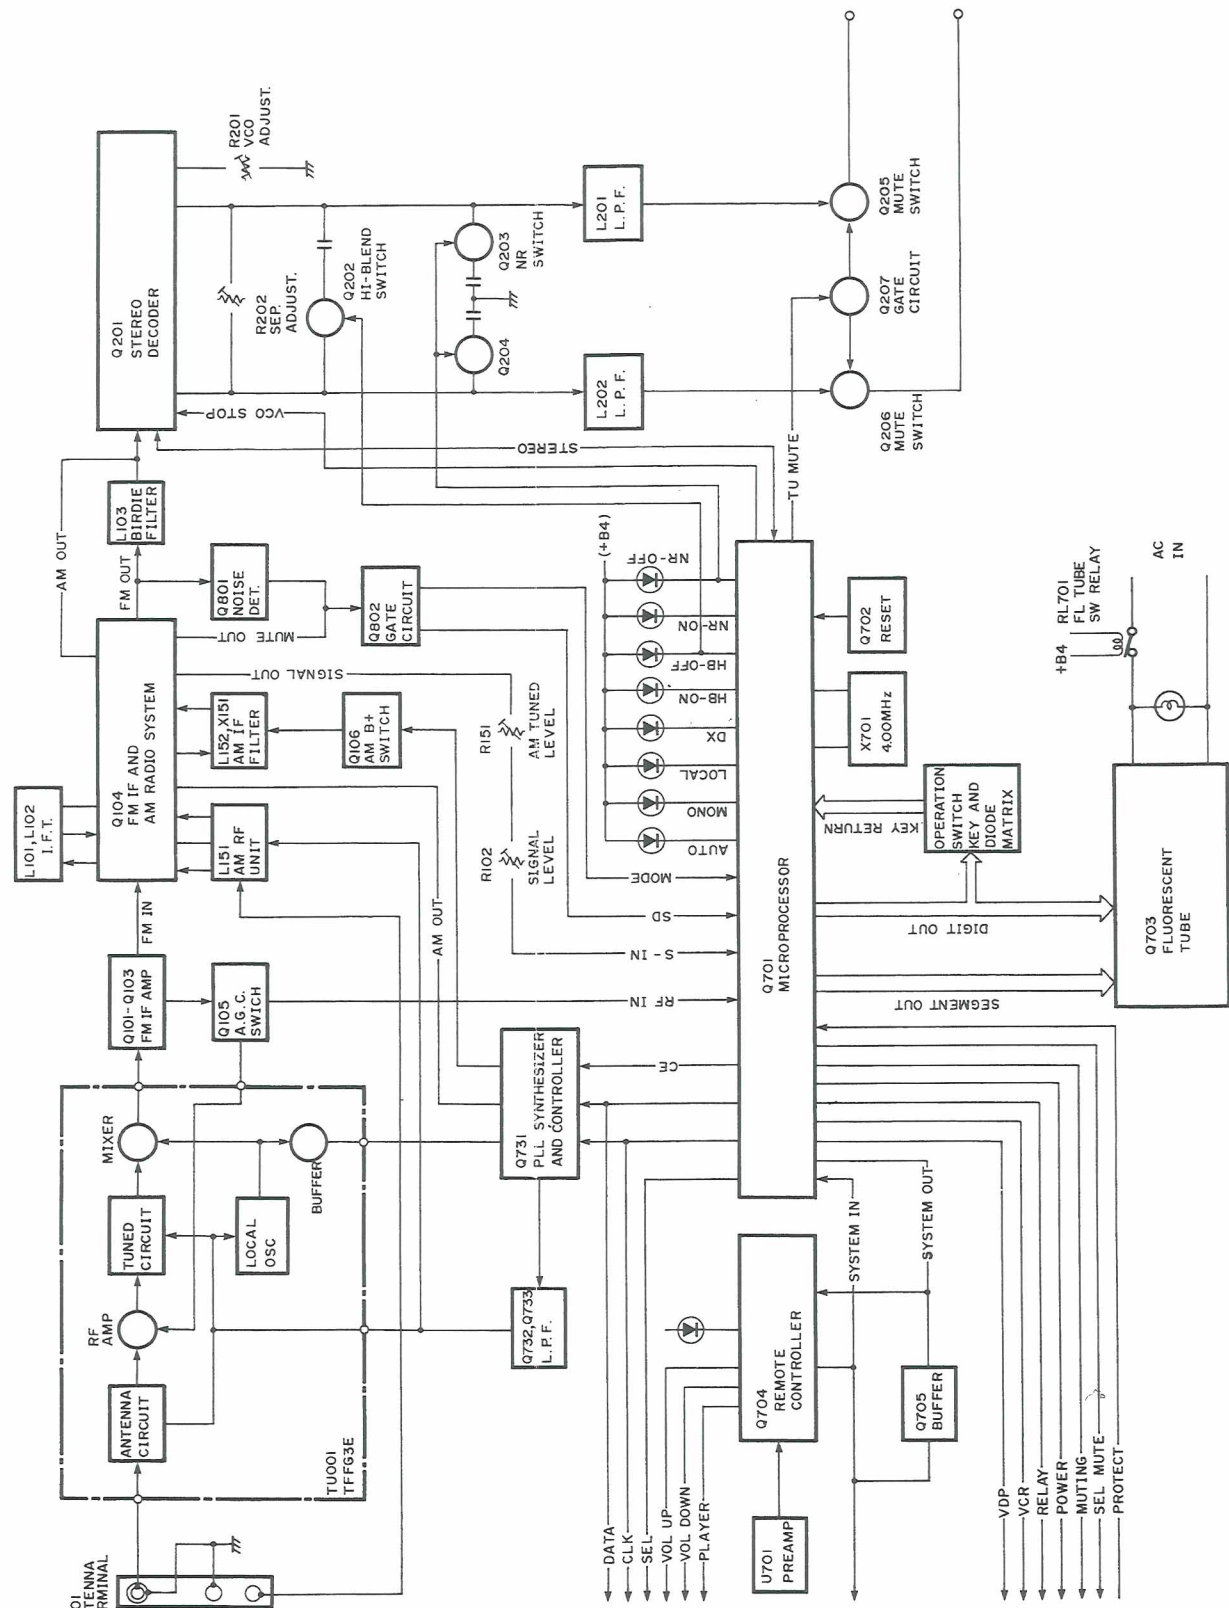 Q201
STEREO
DECODER
R201
VCO
ADJUST.
R202
SEP.
ADJUST.
Q202
HI-BLEND
SWITCH
Q203
NR
SWITCH
Q204
L201
L.P.F.
L202
L.P.F.
Q205
MUTE
SWITCH
Q207
GATE
CIRCUIT
Q206
MUTE
SWITCH
VCO STOP
STEREO
TU MUTE
AM OUT
L103
BIRDIE
FILTER
FM OUT
Q801
NOISE
DET.
MUTE OUT
Q802
GATE
CIRCUIT
SIGNAL OUT
L101,L102
I.F.T.
Q104
FM IF AND
AM RADIO SYSTEM
L152,X151
AM IF
FILTER
Q106
AM B+
SWITCH
L151
AM RF
UNIT
R151
AM TUNED
LEVEL
R102
SIGNAL
LEVEL
FM IN
AM OUT
Q101-Q103
FM IF AMP
Q105
A.G.C.
SWICH
RF IN
S-IN
SD
MODE
(+B4)
NR-OFF
NR-ON
HB-OFF
HB-ON
DX
LOCAL
MONO
AUTO
MIXER
TUNED
CIRCUIT
RF
AMP
ANTENNA
CIRCUIT
LOCAL
OSC
BUFFER
TU001
TFFG3E
01
TENNA
RMINAL
Q731
PLL SYNTHESIZER
AND CONTROLLER
CE
Q732,Q733
L.P.F.
Q701
MICROPROCESSOR
Q702
RESET
X701
4.00MHz
KEY RETURN
OPERATION
SWITCH
KEY AND
DIODE
MATRIX
DIGIT OUT
SEGMENT OUT
Q703
FLUORESCENT
TUBE
+B4
RL701
FL TUBE
SW RELAY
AC
IN
SYSTEM IN
SYSTEM OUT
Q704
REMOTE
CONTROLLER
Q705
BUFFER
U701
PREAMP
DATA
CLK
SEL
VOL UP
VOL DOWN
PLAYER
VDP
VCR
RELAY
POWER
MUTING
SEL MUTE
PROTECT